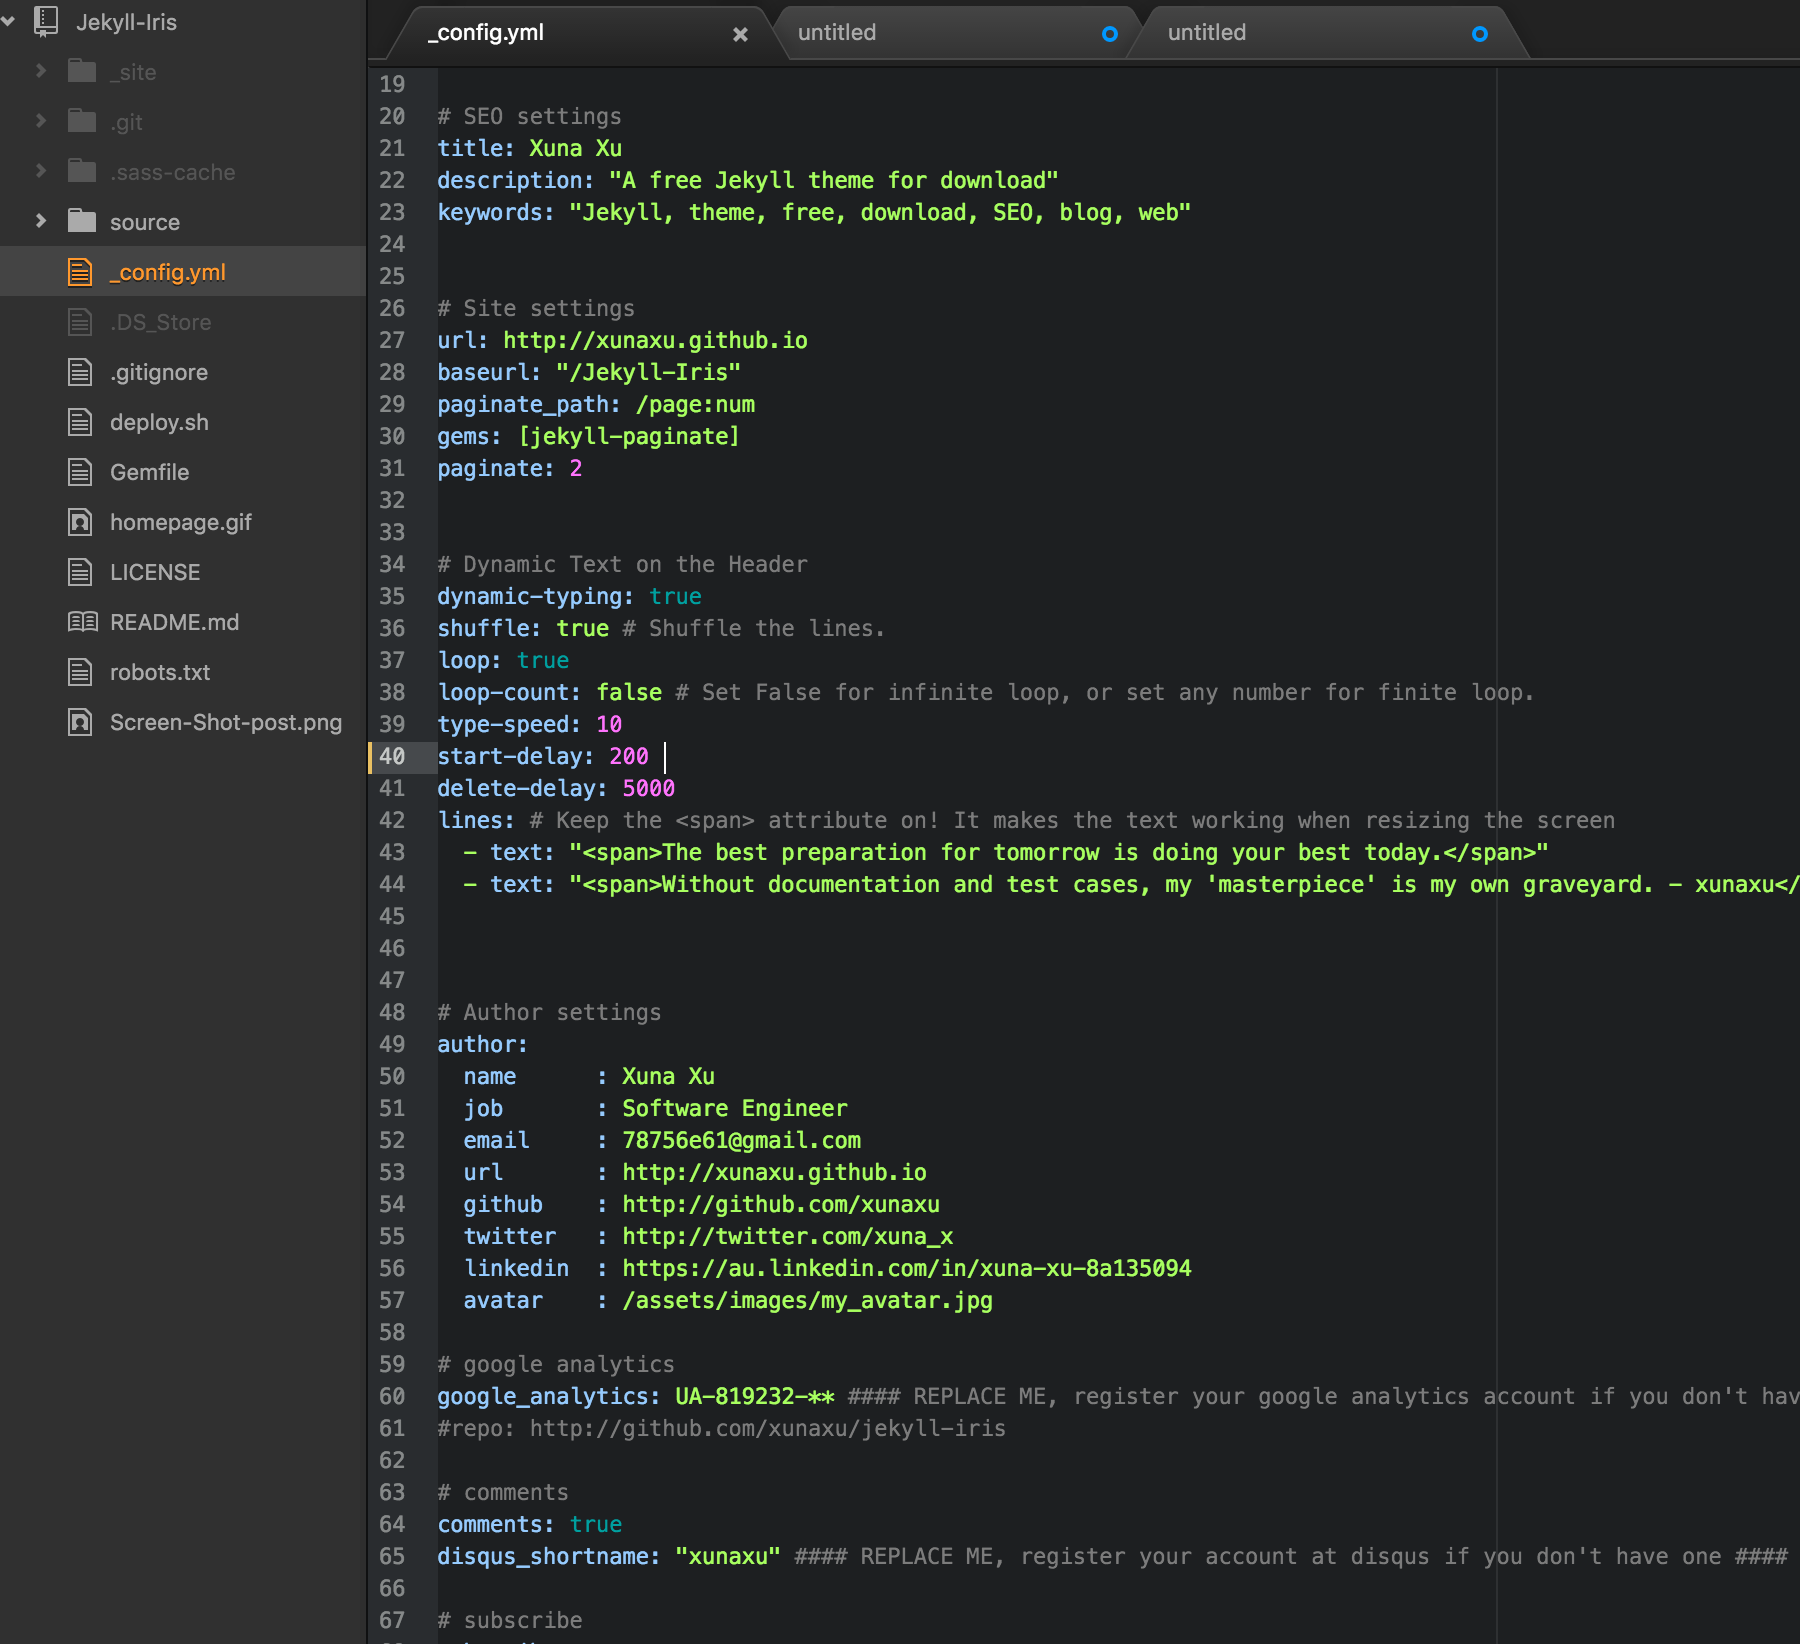 Jekyll-Iris
_site
.git
.sass-cache
source
_config.yml
.DS_Store
.gitignore
deploy.sh
Gemfile
homepage.gif
LICENSE
README.md
robots.txt
Screen-Shot-post.png
_config.yml
untitled
untitled
19
20 # SEO settings
21 title: Xuna Xu
22 description: "A free Jekyll theme for download"
23 keywords: "Jekyll, theme, free, download, SEO, blog, web"
24
25
26 # Site settings
27 url: http://xunaxu.github.io
28 baseurl: "/Jekyll-Iris"
29 paginate_path: /page:num
30 gems: [jekyll-paginate]
31 paginate: 2
32
33
34 # Dynamic Text on the Header
35 dynamic-typing: true
36 shuffle: true # Shuffle the lines.
37 loop: true
38 loop-count: false # Set False for infinite loop, or set any number for finite loop.
39 type-speed: 10
40 start-delay: 200
41 delete-delay: 5000
42 lines: # Keep the <span> attribute on! It makes the text working when resizing the screen
43   - text: "<span>The best preparation for tomorrow is doing your best today.</span>"
44   - text: "<span>Without documentation and test cases, my 'masterpiece' is my own graveyard. - xunaxu</
45
46
47
48 # Author settings
49 author:
50   name      : Xuna Xu
51   job       : Software Engineer
52   email     : 78756e61@gmail.com
53   url       : http://xunaxu.github.io
54   github    : http://github.com/xunaxu
55   twitter   : http://twitter.com/xuna_x
56   linkedin  : https://au.linkedin.com/in/xuna-xu-8a135094
57   avatar    : /assets/images/my_avatar.jpg
58
59 # google analytics
60 google_analytics: UA-819232-** #### REPLACE ME, register your google analytics account if you don't hav
61 #repo: http://github.com/xunaxu/jekyll-iris
62
63 # comments
64 comments: true
65 disqus_shortname: "xunaxu" #### REPLACE ME, register your account at disqus if you don't have one ####
66
67 # subscribe